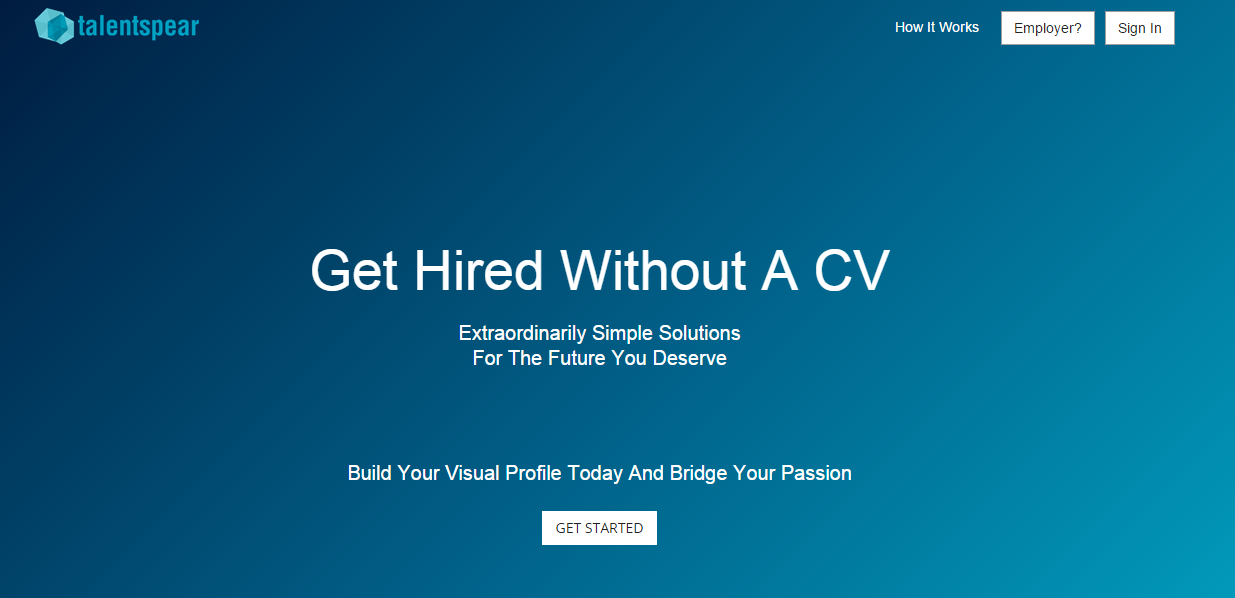 talentspear
How It Works
Employer?
Sign In
Get Hired Without A CV
Extraordinarily Simple Solutions
For The Future You Deserve
Build Your Visual Profile Today And Bridge Your Passion
GET STARTED